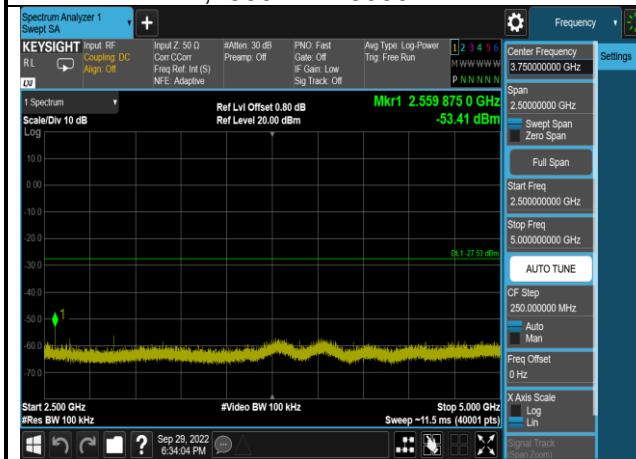 Spectrum Analyzer 1
Swept SA
Frequency
KEYSIGHT
RL
Input: RF
Coupling: DC
Align: Off
Input Z: 50 Ω
Corr CCorr
Freq Ref: Int (S)
NFE: Adaptive
#Atten: 30 dB
Preamp: Off
PNO: Fast
Gate: Off
IF Gain: Low
Sig Track: Off
Avg Type: Log-Power
Trig: Free Run
1 2 3 4 5 6
M W W W W W
P N N N N N
LXI
1 Spectrum
Scale/Div 10 dB
Log
Ref Lvl Offset 0.80 dB
Ref Level 20.00 dBm
Mkr1 2.559 875 0 GHz
-53.41 dBm
10.0
0.00
-10.0
-20.0
DL1 -27.53 dBm
-30.0
-40.0
-50.0
1
-60.0
-70.0
Start 2.500 GHz
#Res BW 100 kHz
#Video BW 100 kHz
Stop 5.000 GHz
Sweep ~11.5 ms (40001 pts)
Sep 29, 2022
6:34:04 PM
Settings
Center Frequency
3.750000000 GHz
Span
2.50000000 GHz
Swept Span
Zero Span
Full Span
Start Freq
2.500000000 GHz
Stop Freq
5.000000000 GHz
AUTO TUNE
CF Step
250.000000 MHz
Auto
Man
Freq Offset
0 Hz
X Axis Scale
Log
Lin
Signal Track
(Span Zoom)